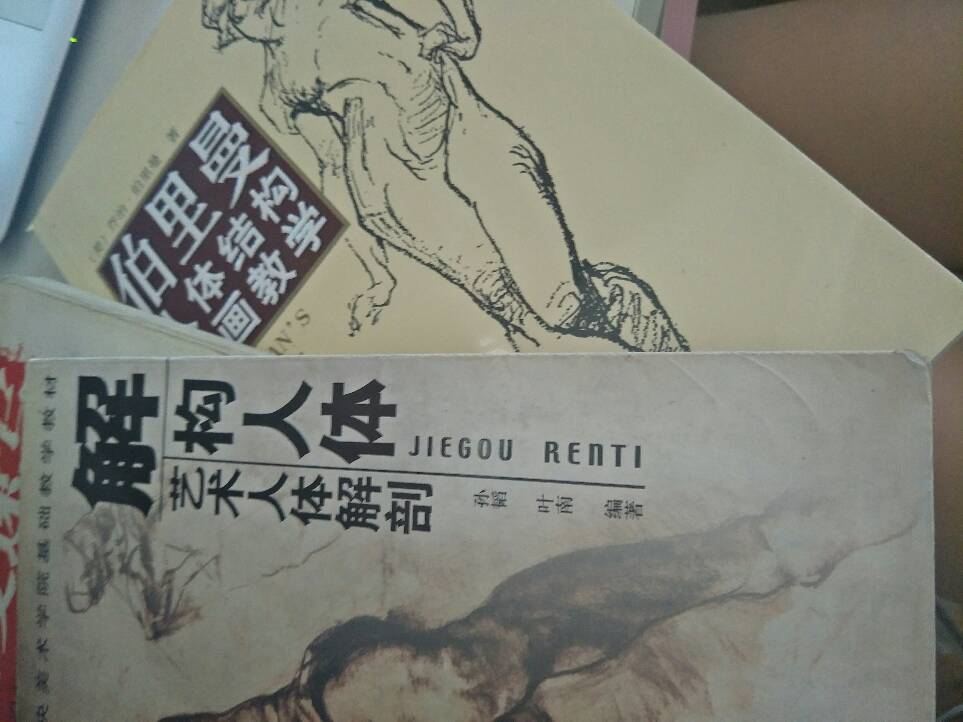 [美] 乔治·伯里曼 著
伯里曼
体结构
画教学
N'S
解构人体
JIEGOU RENTI
艺术人体解剖
孙韬 叶南 编著
央美术学院基础教学教材